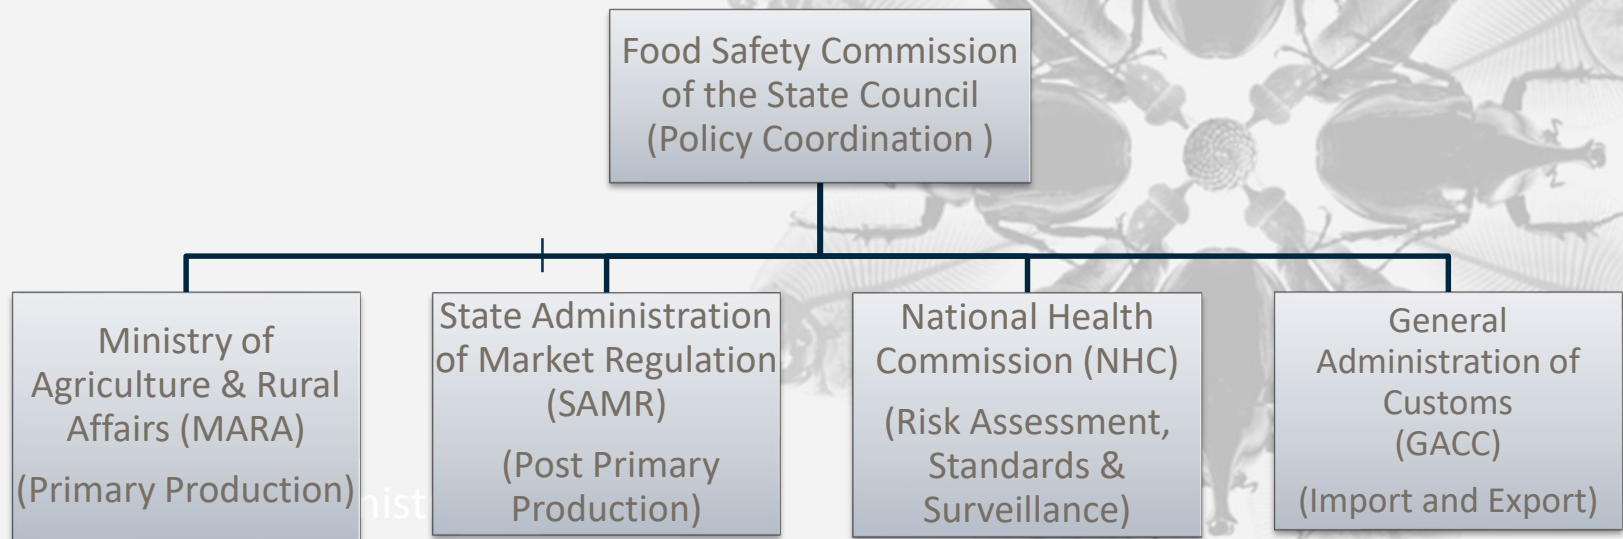 Food Safety Commission
of the State Council
(Policy Coordination )
Ministry of
Agriculture & Rural
Affairs (MARA)
(Primary Production)
State Administration
of Market Regulation
(SAMR)
(Post Primary
Production)
National Health
Commission (NHC)
(Risk Assessment,
Standards &
Surveillance)
General
Administration of
Customs
(GACC)
(Import and Export)